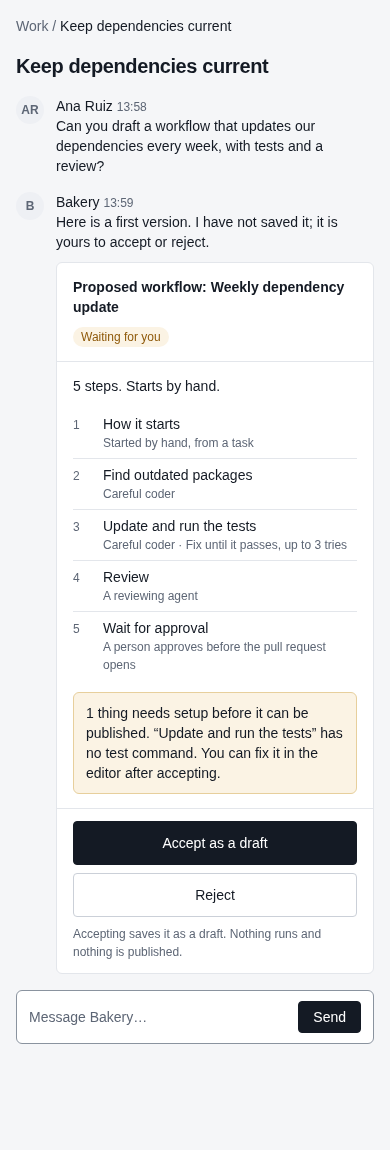 Work / Keep dependencies current
Keep dependencies current
AR
Ana Ruiz 13:58
Can you draft a workflow that updates our
dependencies every week, with tests and a
review?
B
Bakery 13:59
Here is a first version. I have not saved it; it is
yours to accept or reject.
Proposed workflow: Weekly dependency
update
Waiting for you
5 steps. Starts by hand.
1 How it starts
Started by hand, from a task
2 Find outdated packages
Careful coder
3 Update and run the tests
Careful coder · Fix until it passes, up to 3 tries
4 Review
A reviewing agent
5 Wait for approval
A person approves before the pull request
opens
1 thing needs setup before it can be
published. “Update and run the tests” has
no test command. You can fix it in the
editor after accepting.
Accept as a draft
Reject
Accepting saves it as a draft. Nothing runs and
nothing is published.
Message Bakery…
Send